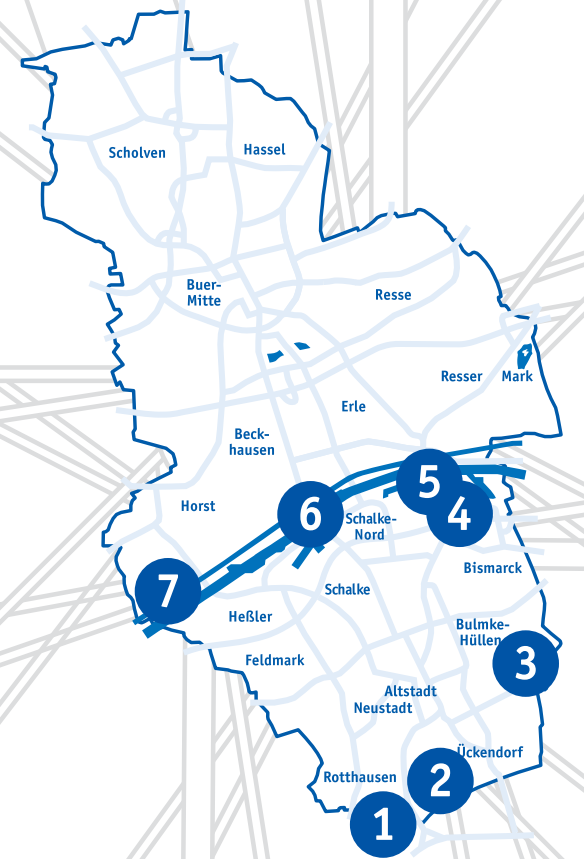 Scholven
Hassel
Buer-
Mitte
Resse
Resser Mark
Erle
Beck-
hausen
5
Horst
6
4
Schalke-
Nord
Bismarck
7
Schalke
Heßler
Bulmke-
Hüllen
Feldmark
3
Altstadt
Neustadt
Ückendorf
Rotthausen
2
1